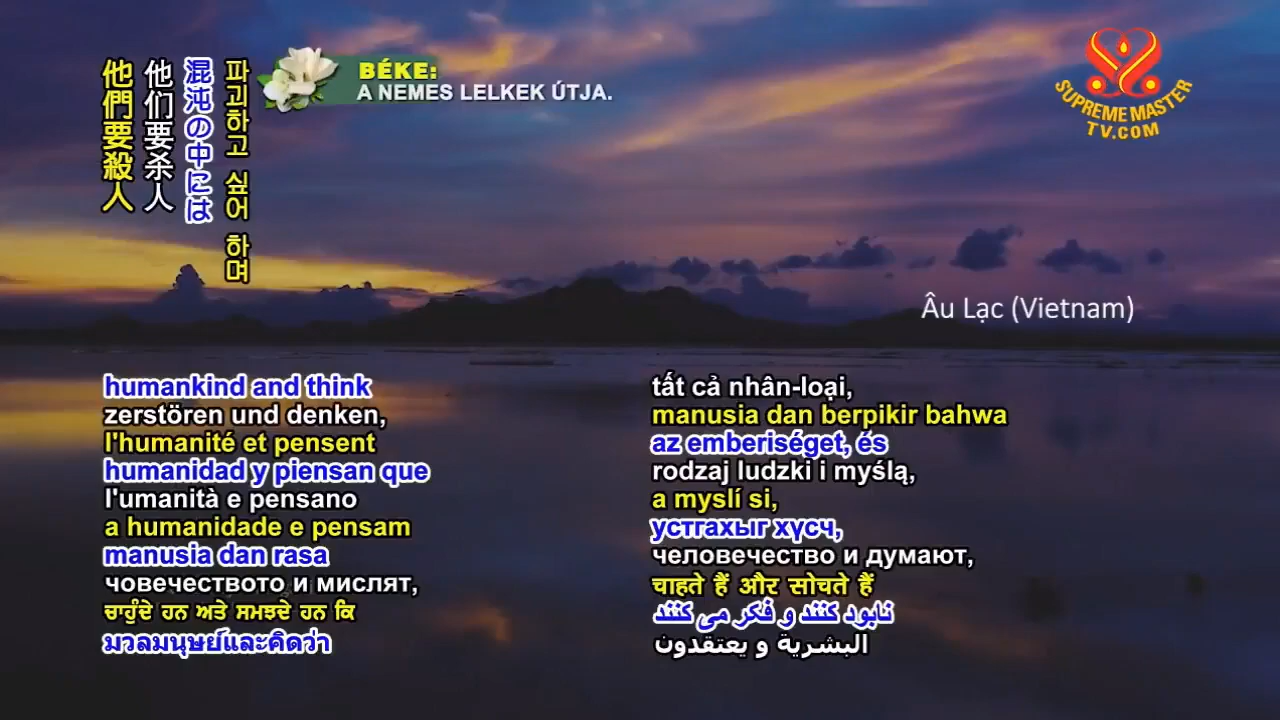 他們要殺人
他们要杀人
混沌の中には
파괴하고 싶어 하며
BÉKE:
A NEMES LELKEK ÚTJA.
SUPREME MASTER
TV.COM
Âu Lạc (Vietnam)
humankind and think
zerstören und denken,
l'humanité et pensent
humanidad y piensan que
l'umanità e pensano
a humanidade e pensam
manusia dan rasa
човечеството и мислят,
ਚਾਹੁੰਦੇ ਹਨ ਅਤੇ ਸਮਝਦੇ ਹਨ ਕਿ
มวลมนุษย์และคิดว่า
tất cả nhân-loại,
manusia dan berpikir bahwa
az emberiséget, és
rodzaj ludzki i myślą,
a myslí si,
устгахыг хүсч,
человечество и думают,
चाहते हैं और सोचते हैं
نابود کنند و فکر می کنند
البشرية و يعتقدون